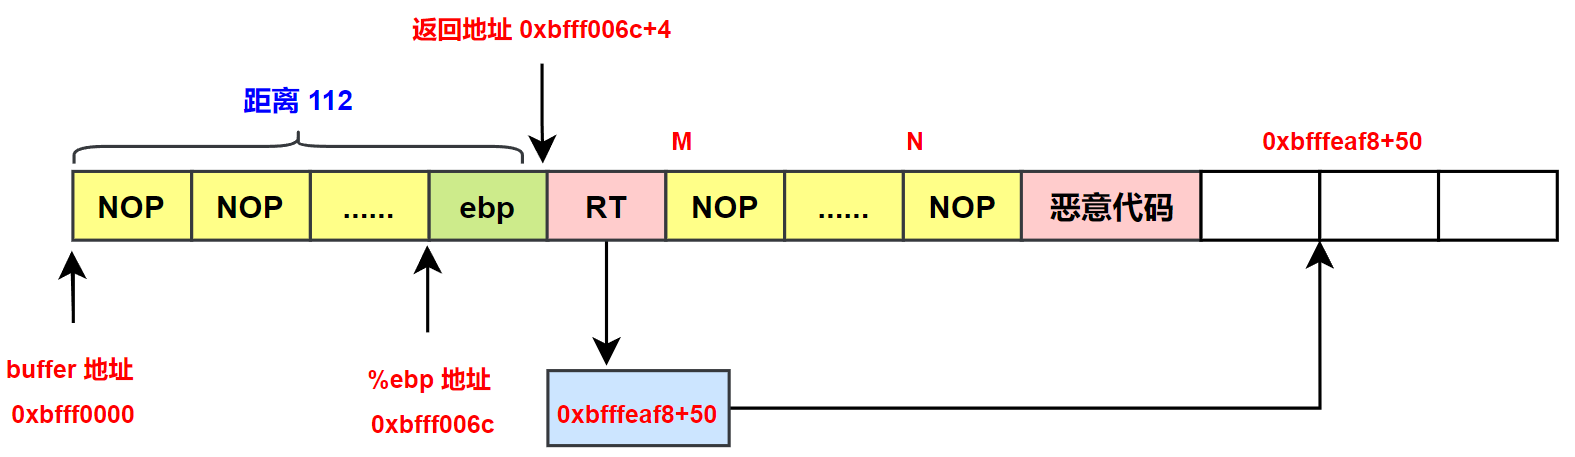 返回地址 0xbfff006c+4
距离 112
M
N
0xbfffeaf8+50
NOP
NOP
......
ebp
RT
NOP
......
NOP
恶意代码
buffer 地址
0xbfff0000
%ebp 地址
0xbfff006c
0xbfffeaf8+50